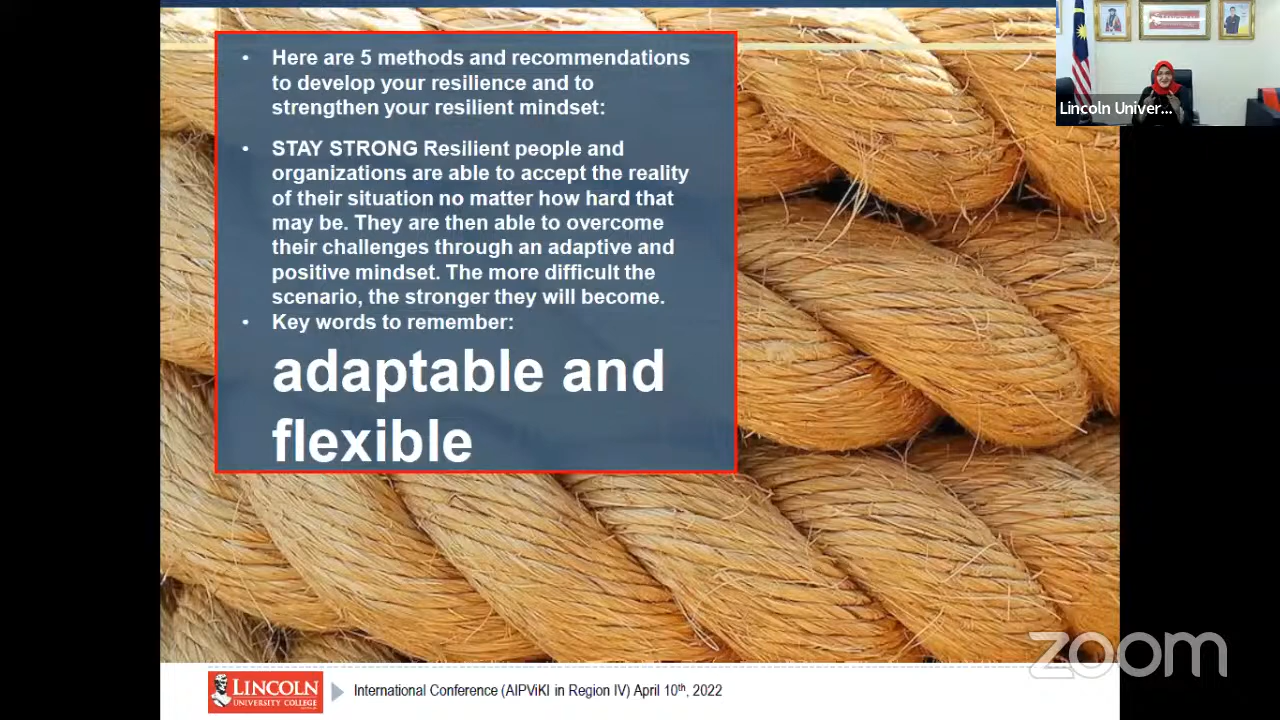 Here are 5 methods and recommendations
to develop your resilience and to
strengthen your resilient mindset:
STAY STRONG Resilient people and
organizations are able to accept the reality
of their situation no matter how hard that
may be. They are then able to overcome
their challenges through an adaptive and
positive mindset. The more difficult the
scenario, the stronger they will become.
Key words to remember:
adaptable and
flexible
Lincoln Univer...
zoom
LINCOLN
UNIVERSITY COLLEGE
International Conference (AIPViKI in Region IV) April 10th, 2022